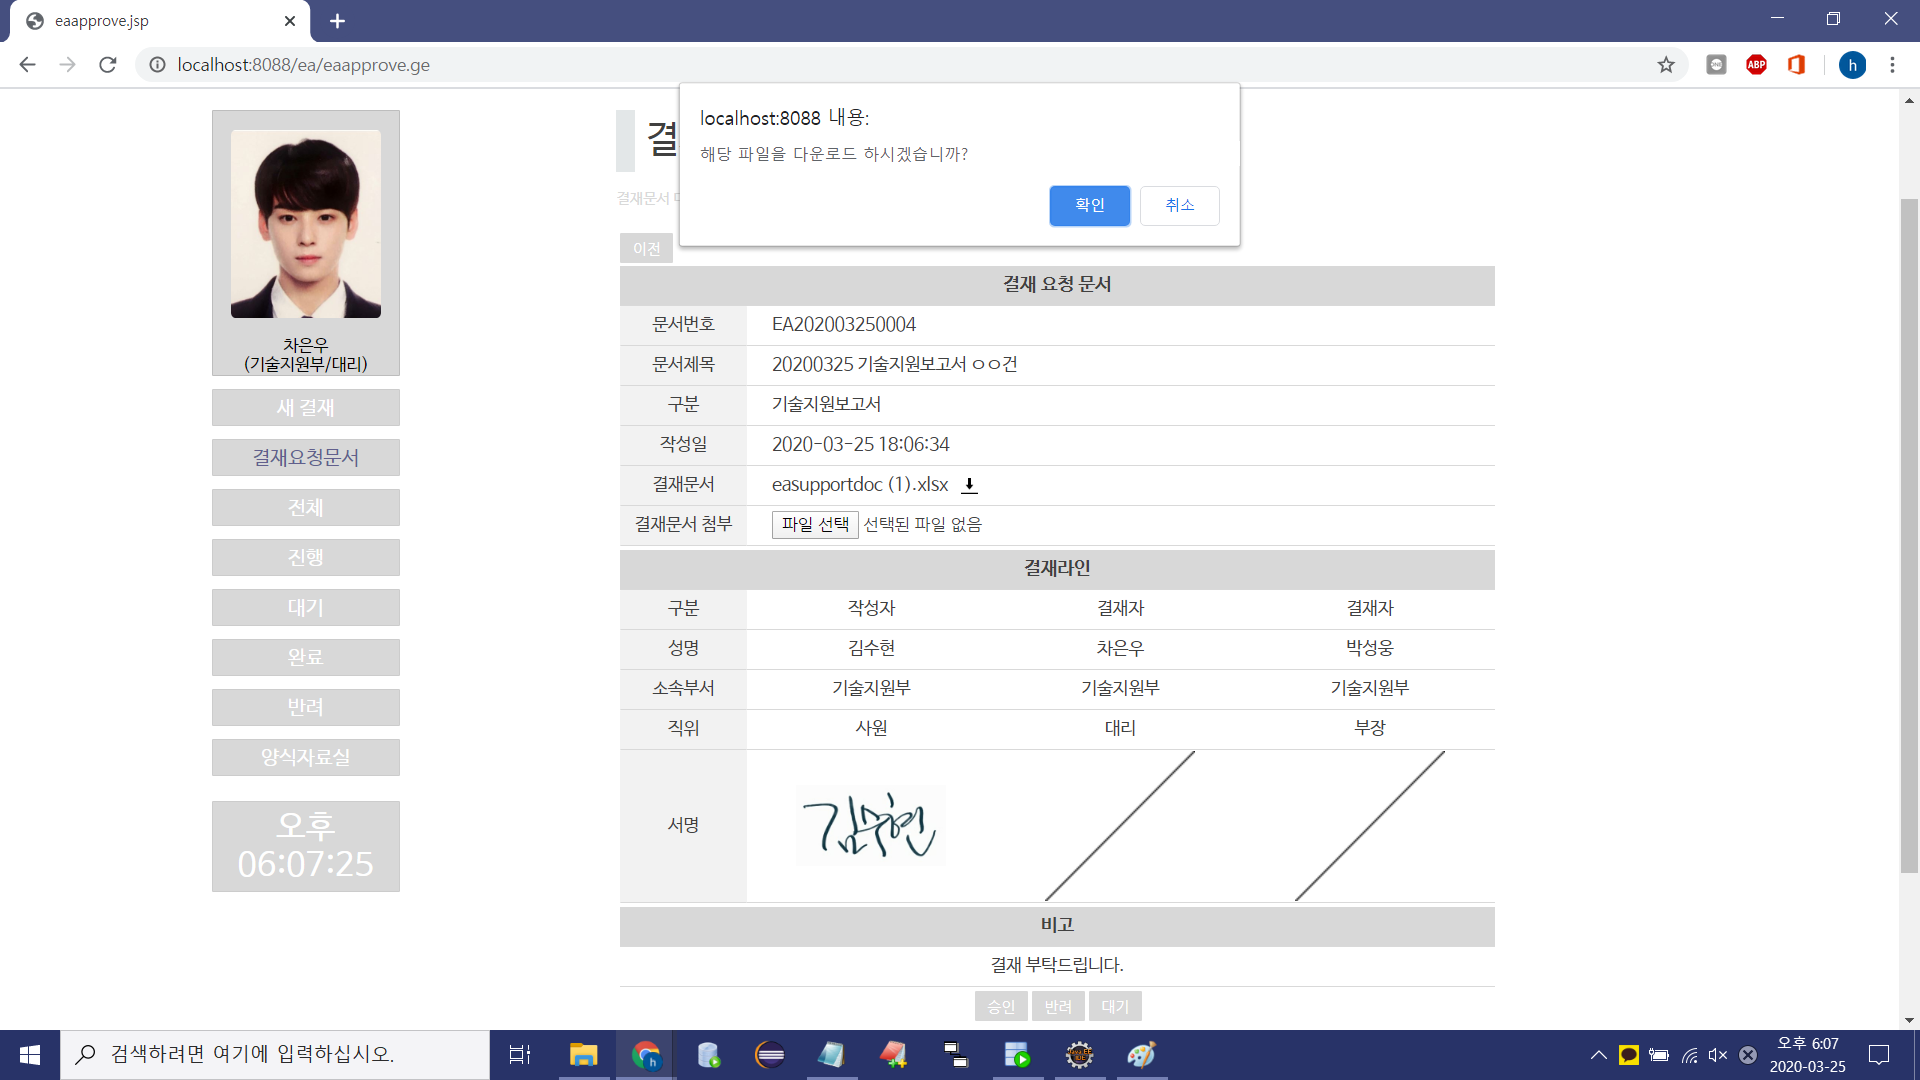 eaapprove.jsp
localhost:8088/ea/eaapprove.ge
ABP
h
localhost:8088 내용:
해당 파일을 다운로드 하시겠습니까?
확인 취소
차은우
(기술지원부/대리)
새 결재
결재요청문서
전체
진행
대기
완료
반려
양식자료실
오후
06:07:25
결
결재문서
이전
결재 요청 문서
문서번호 EA202003250004
문서제목 20200325 기술지원보고서 ㅇㅇ건
구분 기술지원보고서
작성일 2020-03-25 18:06:34
결재문서 easupportdoc (1).xlsx
결재문서 첨부 파일 선택 선택된 파일 없음
결재라인
구분 작성자 결재자 결재자
성명 김수현 차은우 박성웅
소속부서 기술지원부 기술지원부 기술지원부
직위 사원 대리 부장
서명 김수현
비고
결재 부탁드립니다.
승인 반려 대기
검색하려면 여기에 입력하십시오.
h
오후 6:07
2020-03-25